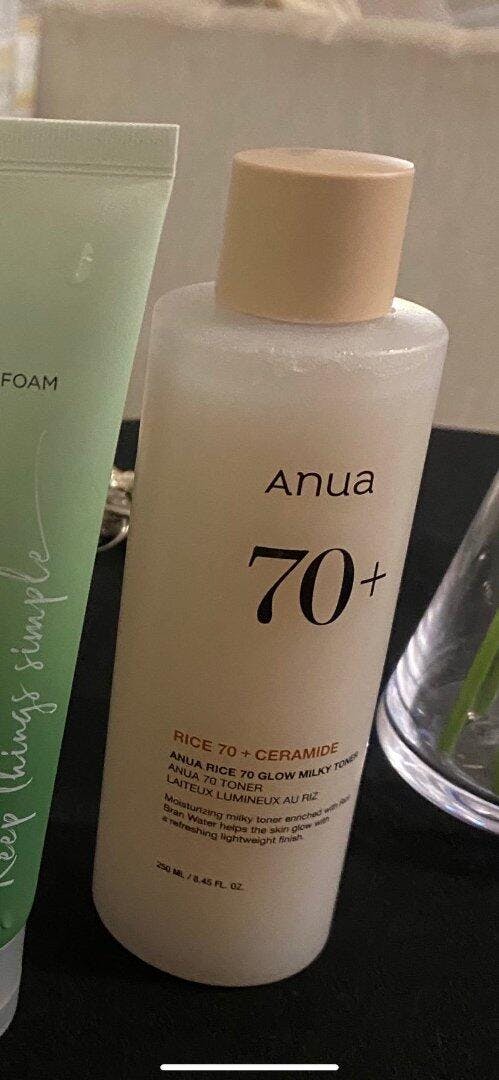 FOAM
Keep things simple
Anua
70+
RICE 70 + CERAMIDE
ANUA RICE 70 GLOW MILKY TONER
ANUA 70 TONER
LAITEUX LUMINEUX AU RIZ
Moisturizing milky toner enriched with Rice
Bran Water helps the skin glow with
a refreshing lightweight finish.
250 ML / 8.45 FL. OZ.